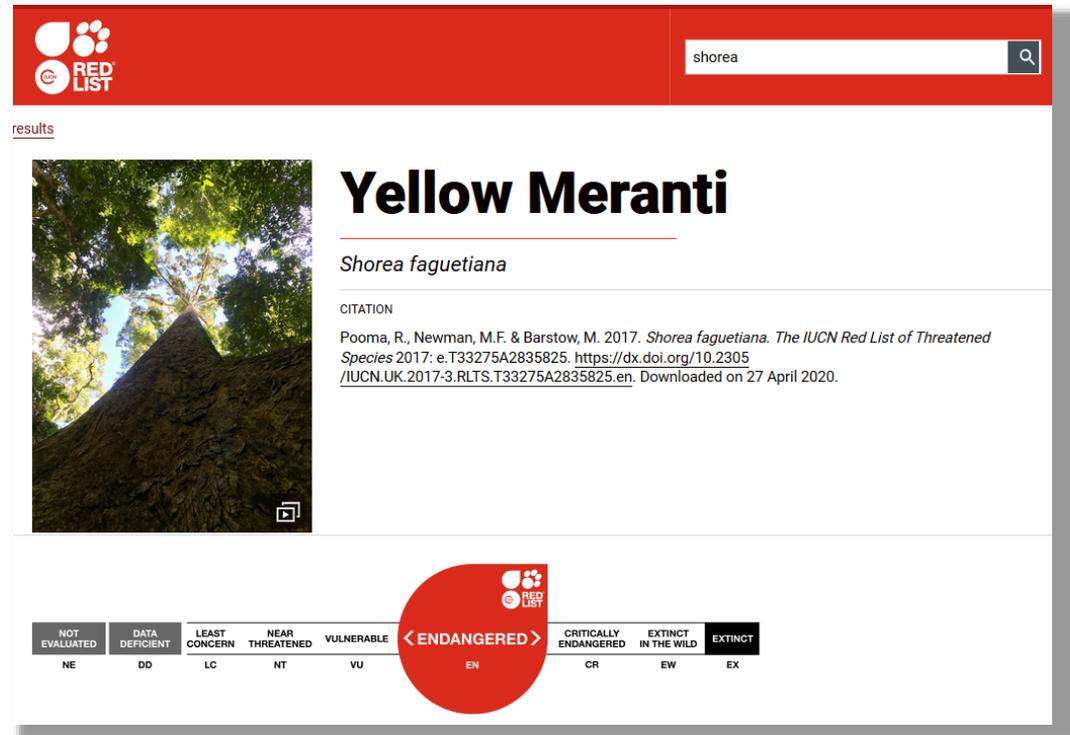 IUCN
RED
LIST
shorea
results
Yellow Meranti
Shorea faguetiana
CITATION
Pooma, R., Newman, M.F. & Barstow, M. 2017. Shorea faguetiana. The IUCN Red List of Threatened
Species 2017: e.T33275A2835825. https://dx.doi.org/10.2305
/IUCN.UK.2017-3.RLTS.T33275A2835825.en. Downloaded on 27 April 2020.
RED
LIST
NOT
EVALUATED
DATA
DEFICIENT
LEAST
CONCERN
NEAR
THREATENED
VULNERABLE
<ENDANGERED>
CRITICALLY
ENDANGERED
EXTINCT
IN THE WILD
EXTINCT
NE
DD
LC
NT
VU
EN
CR
EW
EX